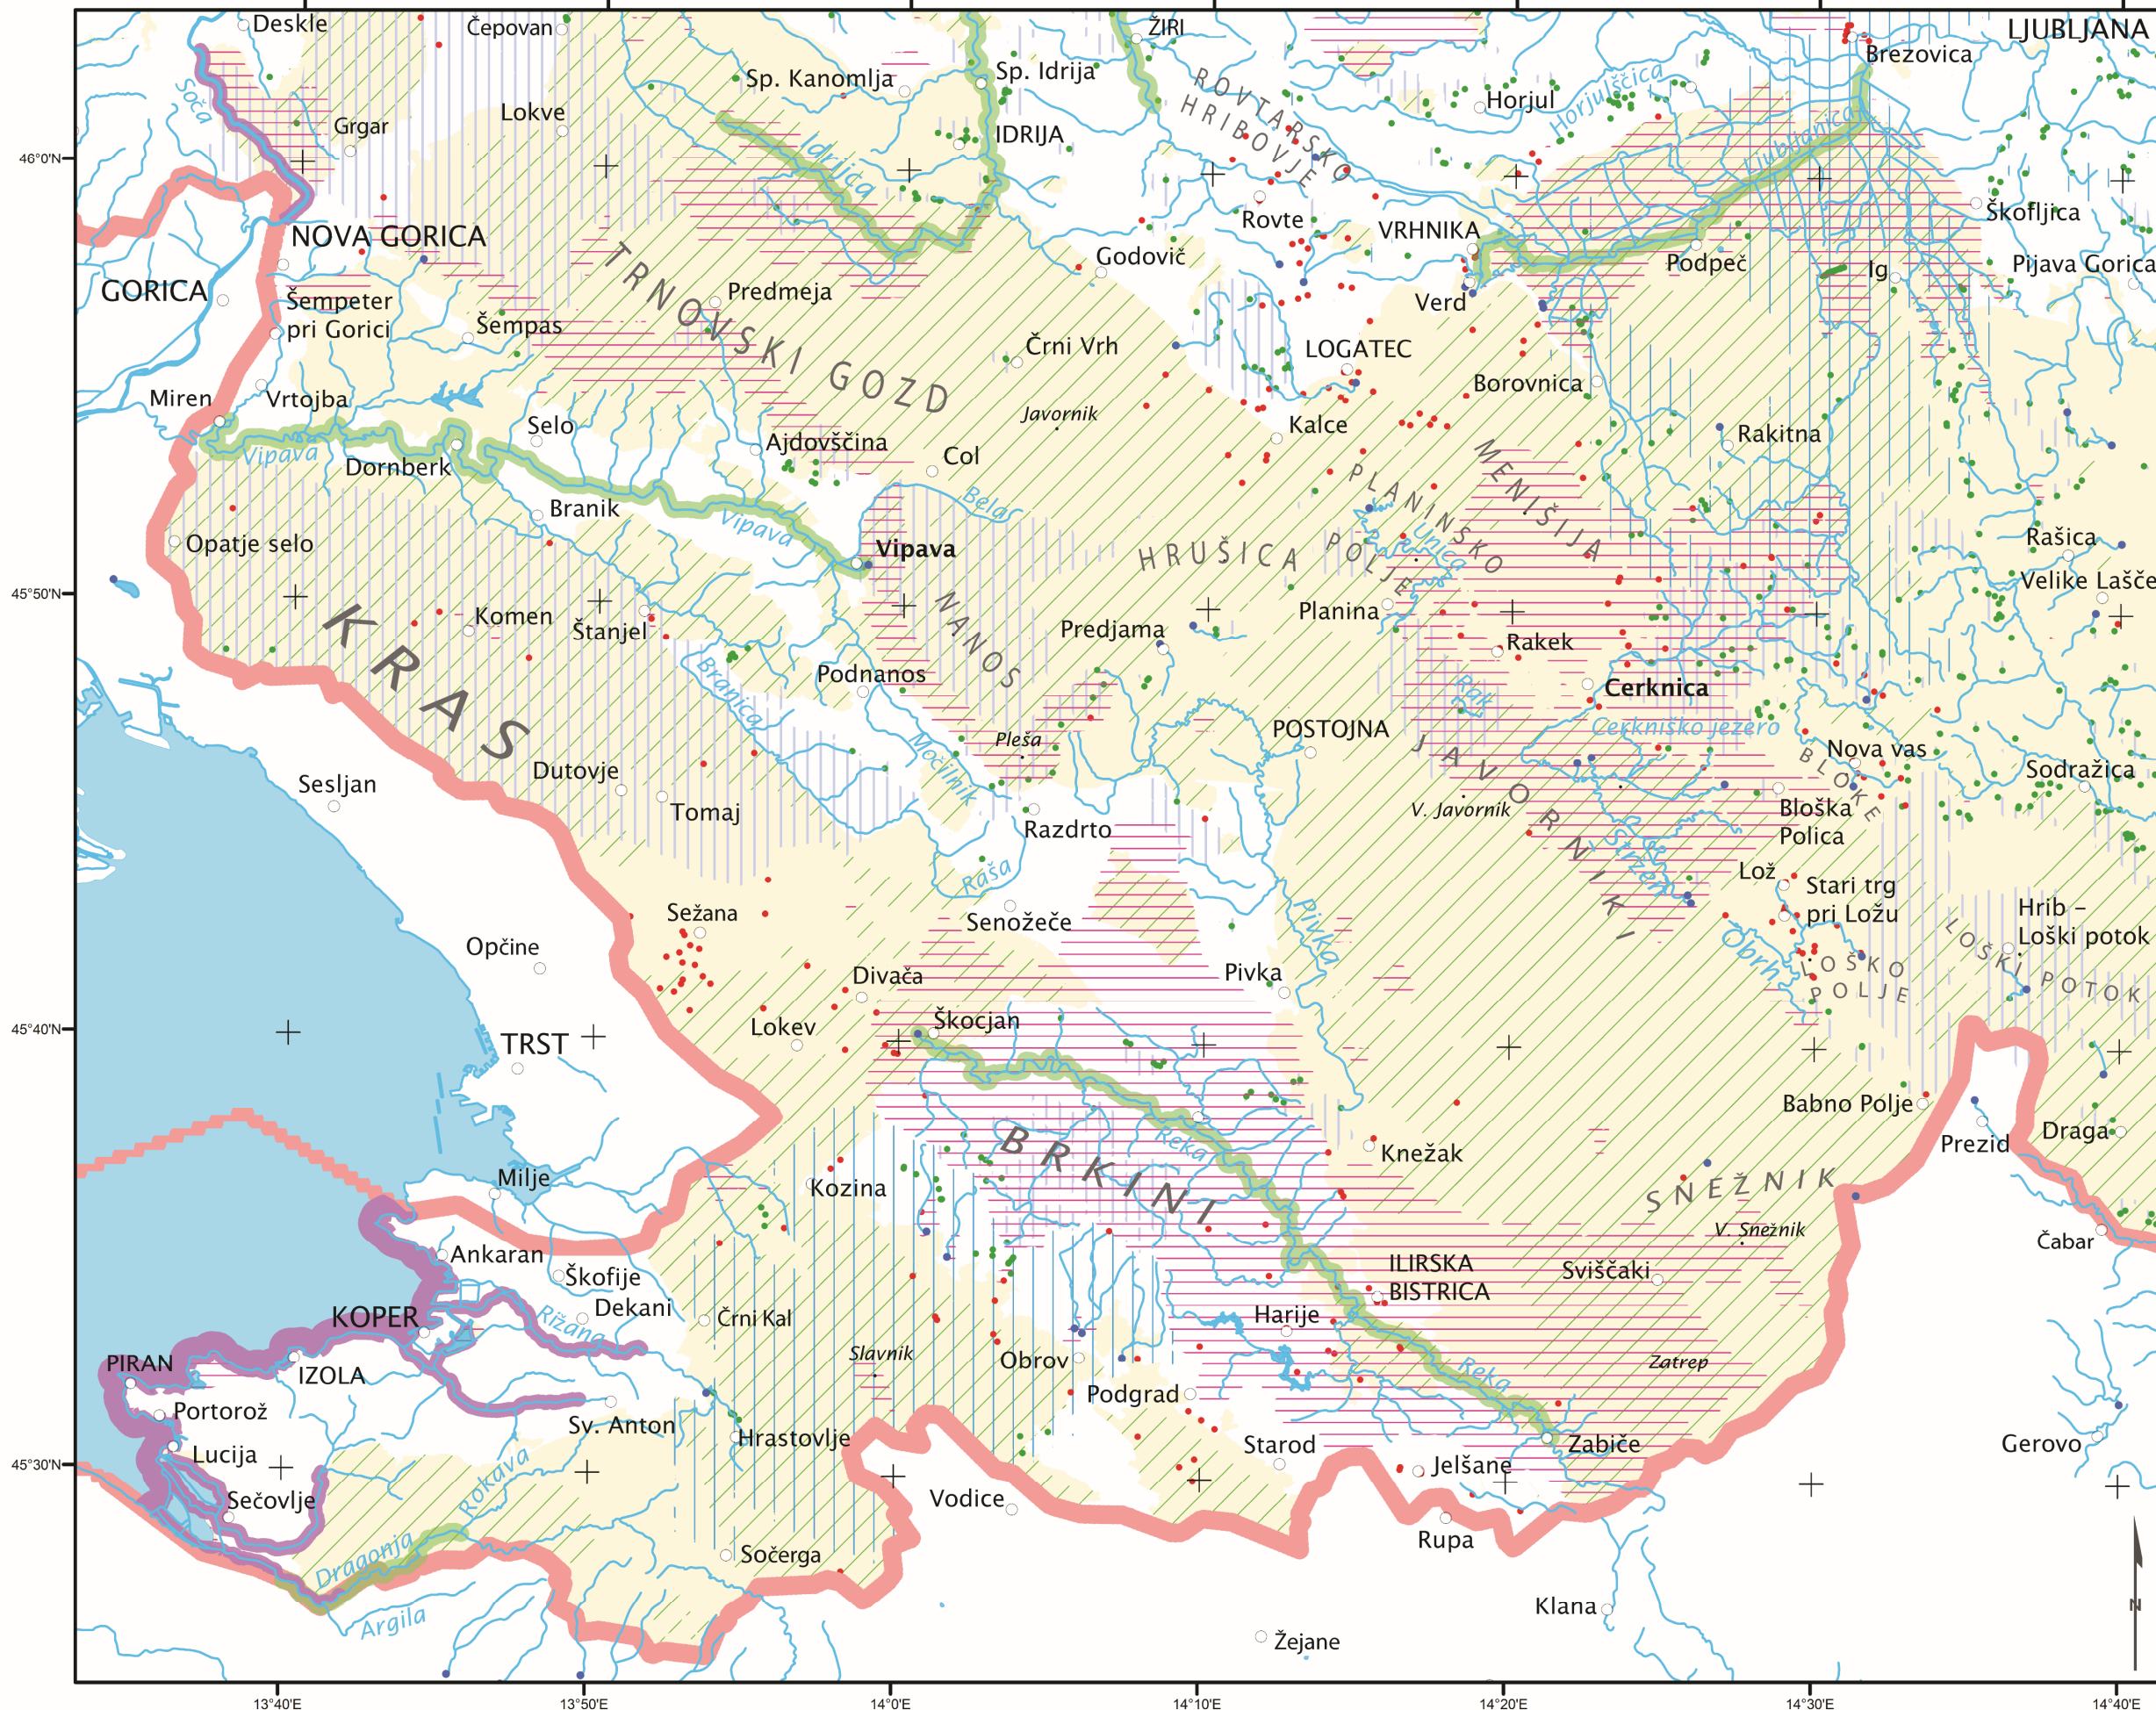 Deskle
Čepovan
ŽIRI
LJUBLJANA
Brezovica
Soča
Sp. Kanomlja
Sp. Idrija
ROVTARSKO
HRIBOVJE
Horjul
Horjulščica
Grgar
Lokve
IDRIJA
Idrijca
Ljubljanica
46°0'N
NOVA GORICA
Rovte
VRHNIKA
Škofljica
GORICA
Godovič
Podpeč
Ig
Pijava Gorica
Šempeter
pri Gorici
Šempas
Predmeja
TRNOVSKI GOZD
Verd
Črni Vrh
LOGATEC
Borovnica
Miren
Vrtojba
Javornik
Selo
Ajdovščina
Col
Kalce
Rakitna
Vipava
Dornberk
MENIŠIJA
Branik
Vipava
Bela
PLANINSKO
POLJE
Unica
Opatje selo
Vipava
HRUŠICA
Rašica
Velike Lašče
45°50'N
KRAS
Komen
Štanjel
NANOS
Predjama
Planina
Rakek
Branica
Podnanos
Rak
Cerknica
Cerkniško jezero
Močilnik
Pleša
POSTOJNA
JAVORNIKI
Nova vas
BLOKE
Sodražica
Sesljan
Dutovje
Tomaj
Razdrto
V. Javornik
Bloška
Polica
Stržen
Raša
Lož
Stari trg
pri Ložu
Hrib –
Loški potok
Sežana
Senožeče
Pivka
Obrh
LOŠKO
POLJE
LOŠKI POTOK
Opčine
Divača
Pivka
Škocjan
Lokev
45°40'N
TRST
Babno Polje
Prezid
Draga
BRKINI
Reka
Knežak
Milje
Kozina
SNEŽNIK
V. Snežnik
Čabar
Ankaran
Škofije
Dekani
ILIRSKA
BISTRICA
Sviščaki
KOPER
Rižana
Črni Kal
Harije
PIRAN
IZOLA
Slavnik
Obrov
Reka
Zatrep
Portorož
Podgrad
Sv. Anton
Lucija
Hrastovlje
Starod
Zabiče
Gerovo
45°30'N
Jelšane
Sečovlje
Rokava
Vodice
Rupa
Dragonja
Sočerga
Argila
Klana
Žejane
N
13°40'E
13°50'E
14°0'E
14°10'E
14°20'E
14°30'E
14°40'E